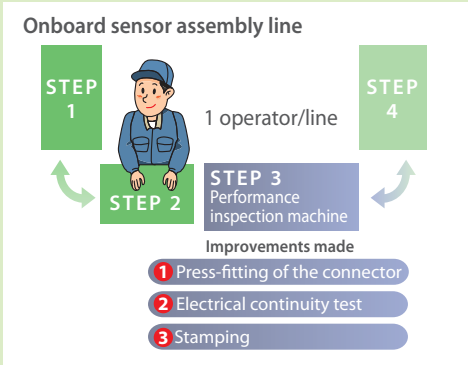 Onboard sensor assembly line
STEP
1
1 operator/line
STEP
4
STEP 2
STEP 3
Performance
inspection machine
Improvements made
1 Press-fitting of the connector
2 Electrical continuity test
3 Stamping